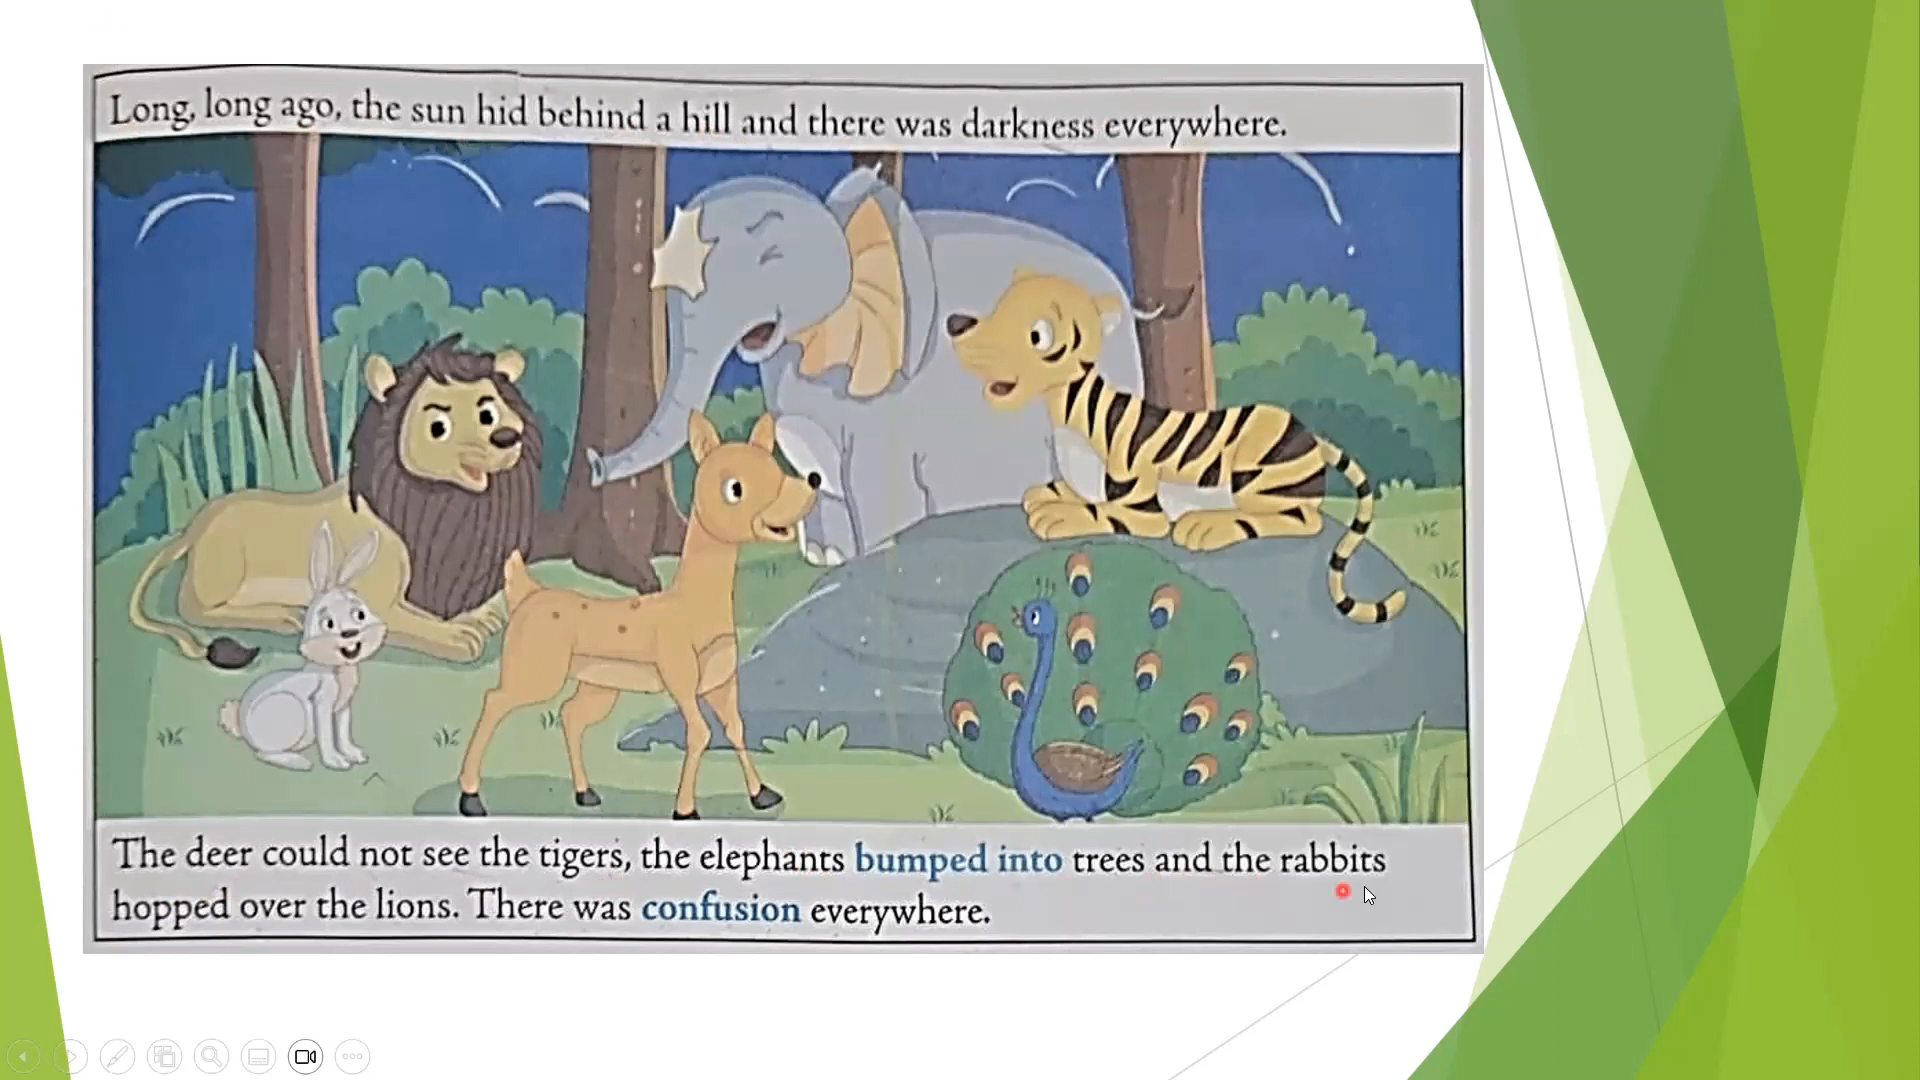 Long, long ago, the sun hid behind a hill and there was darkness everywhere.
The deer could not see the tigers, the elephants bumped into trees and the rabbits
hopped over the lions. There was confusion everywhere.